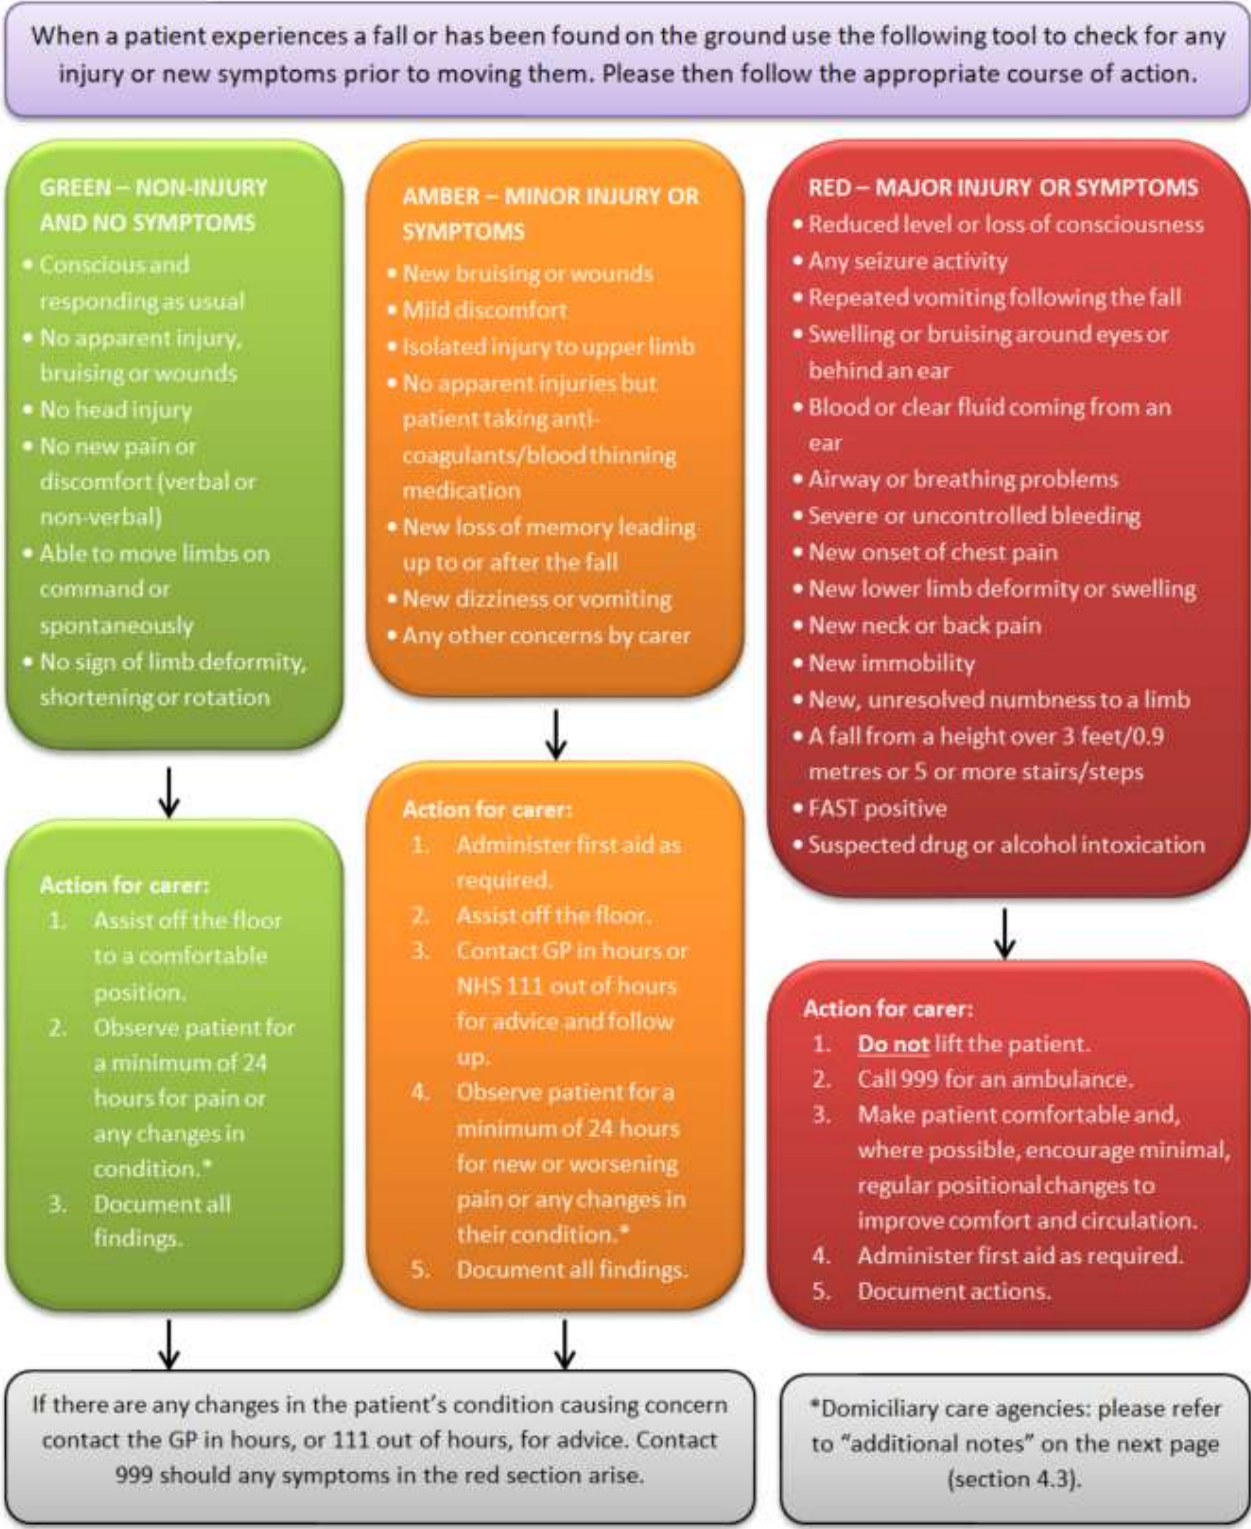 When a patient experiences a fall or has been found on the ground use the following tool to check for any
injury or new symptoms prior to moving them. Please then follow the appropriate course of action.
GREEN – NON-INJURY
AND NO SYMPTOMS
• Conscious and
responding as usual
• No apparent injury,
bruising or wounds
• No head injury
• No new pain or
discomfort (verbal or
non-verbal)
• Able to move limbs on
command or
spontaneously
• No sign of limb deformity,
shortening or rotation
Action for carer:
1. Assist off the floor
to a comfortable
position.
2. Observe patient for
a minimum of 24
hours for pain or
any changes in
condition.*
3. Document all
findings.
AMBER – MINOR INJURY OR
SYMPTOMS
• New bruising or wounds
• Mild discomfort
• Isolated injury to upper limb
• No apparent injuries but
patient taking anti-
coagulants/blood thinning
medication
• New loss of memory leading
up to or after the fall
• New dizziness or vomiting
• Any other concerns by carer
Action for carer:
1. Administer first aid as
required.
2. Assist off the floor.
3. Contact GP in hours or
NHS 111 out of hours
for advice and follow
up.
4. Observe patient for a
minimum of 24 hours
for new or worsening
pain or any changes in
their condition.*
5. Document all findings.
RED – MAJOR INJURY OR SYMPTOMS
• Reduced level or loss of consciousness
• Any seizure activity
• Repeated vomiting following the fall
• Swelling or bruising around eyes or
behind an ear
• Blood or clear fluid coming from an
ear
• Airway or breathing problems
• Severe or uncontrolled bleeding
• New onset of chest pain
• New lower limb deformity or swelling
• New neck or back pain
• New immobility
• New, unresolved numbness to a limb
• A fall from a height over 3 feet/0.9
metres or 5 or more stairs/steps
• FAST positive
• Suspected drug or alcohol intoxication
Action for carer:
1. Do not lift the patient.
2. Call 999 for an ambulance.
3. Make patient comfortable and,
where possible, encourage minimal,
regular positional changes to
improve comfort and circulation.
4. Administer first aid as required.
5. Document actions.
If there are any changes in the patient's condition causing concern
contact the GP in hours, or 111 out of hours, for advice. Contact
999 should any symptoms in the red section arise.
*Domiciliary care agencies: please refer
to "additional notes" on the next page
(section 4.3).